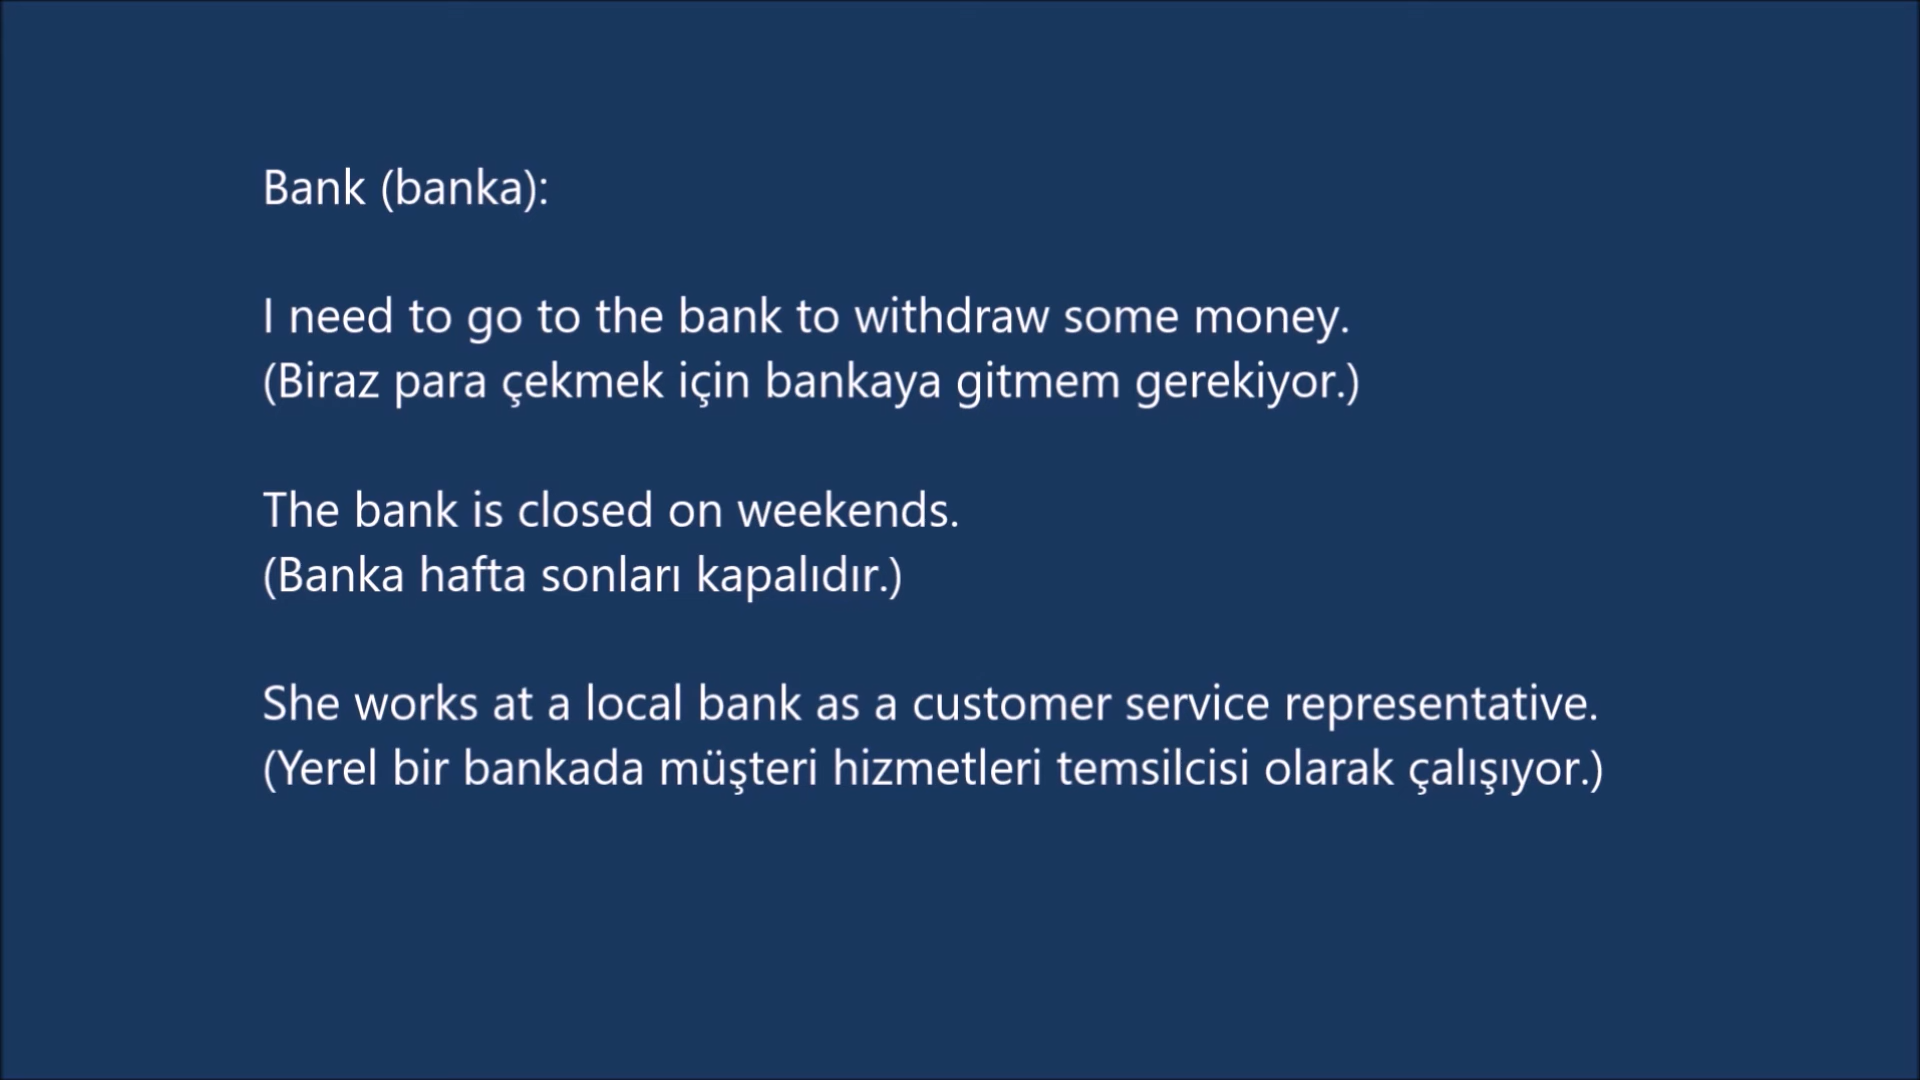 Bank (banka):
I need to go to the bank to withdraw some money.
(Biraz para çekmek için bankaya gitmem gerekiyor.)
The bank is closed on weekends.
(Banka hafta sonları kapalıdır.)
She works at a local bank as a customer service representative.
(Yerel bir bankada müşteri hizmetleri temsilcisi olarak çalışıyor.)